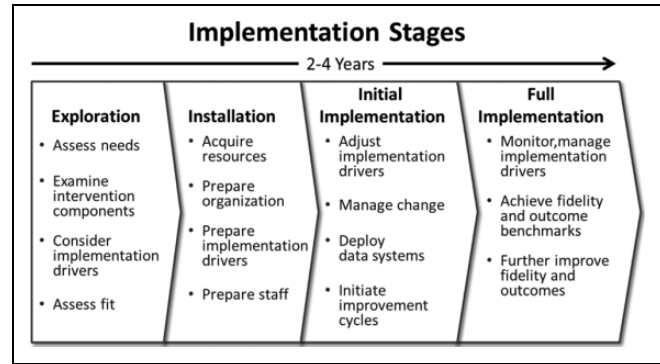 Implementation Stages
2-4 Years
Exploration
• Assess needs
• Examine
intervention
components
• Consider
implementation
drivers
• Assess fit
Installation
• Acquire
resources
• Prepare
organization
• Prepare
implementation
drivers
• Prepare staff
Initial
Implementation
• Adjust
implementation
drivers
• Manage change
• Deploy
data systems
• Initiate
improvement
cycles
Full
Implementation
• Monitor,manage
implementation
drivers
• Achieve fidelity
and outcome
benchmarks
• Further improve
fidelity and
outcomes